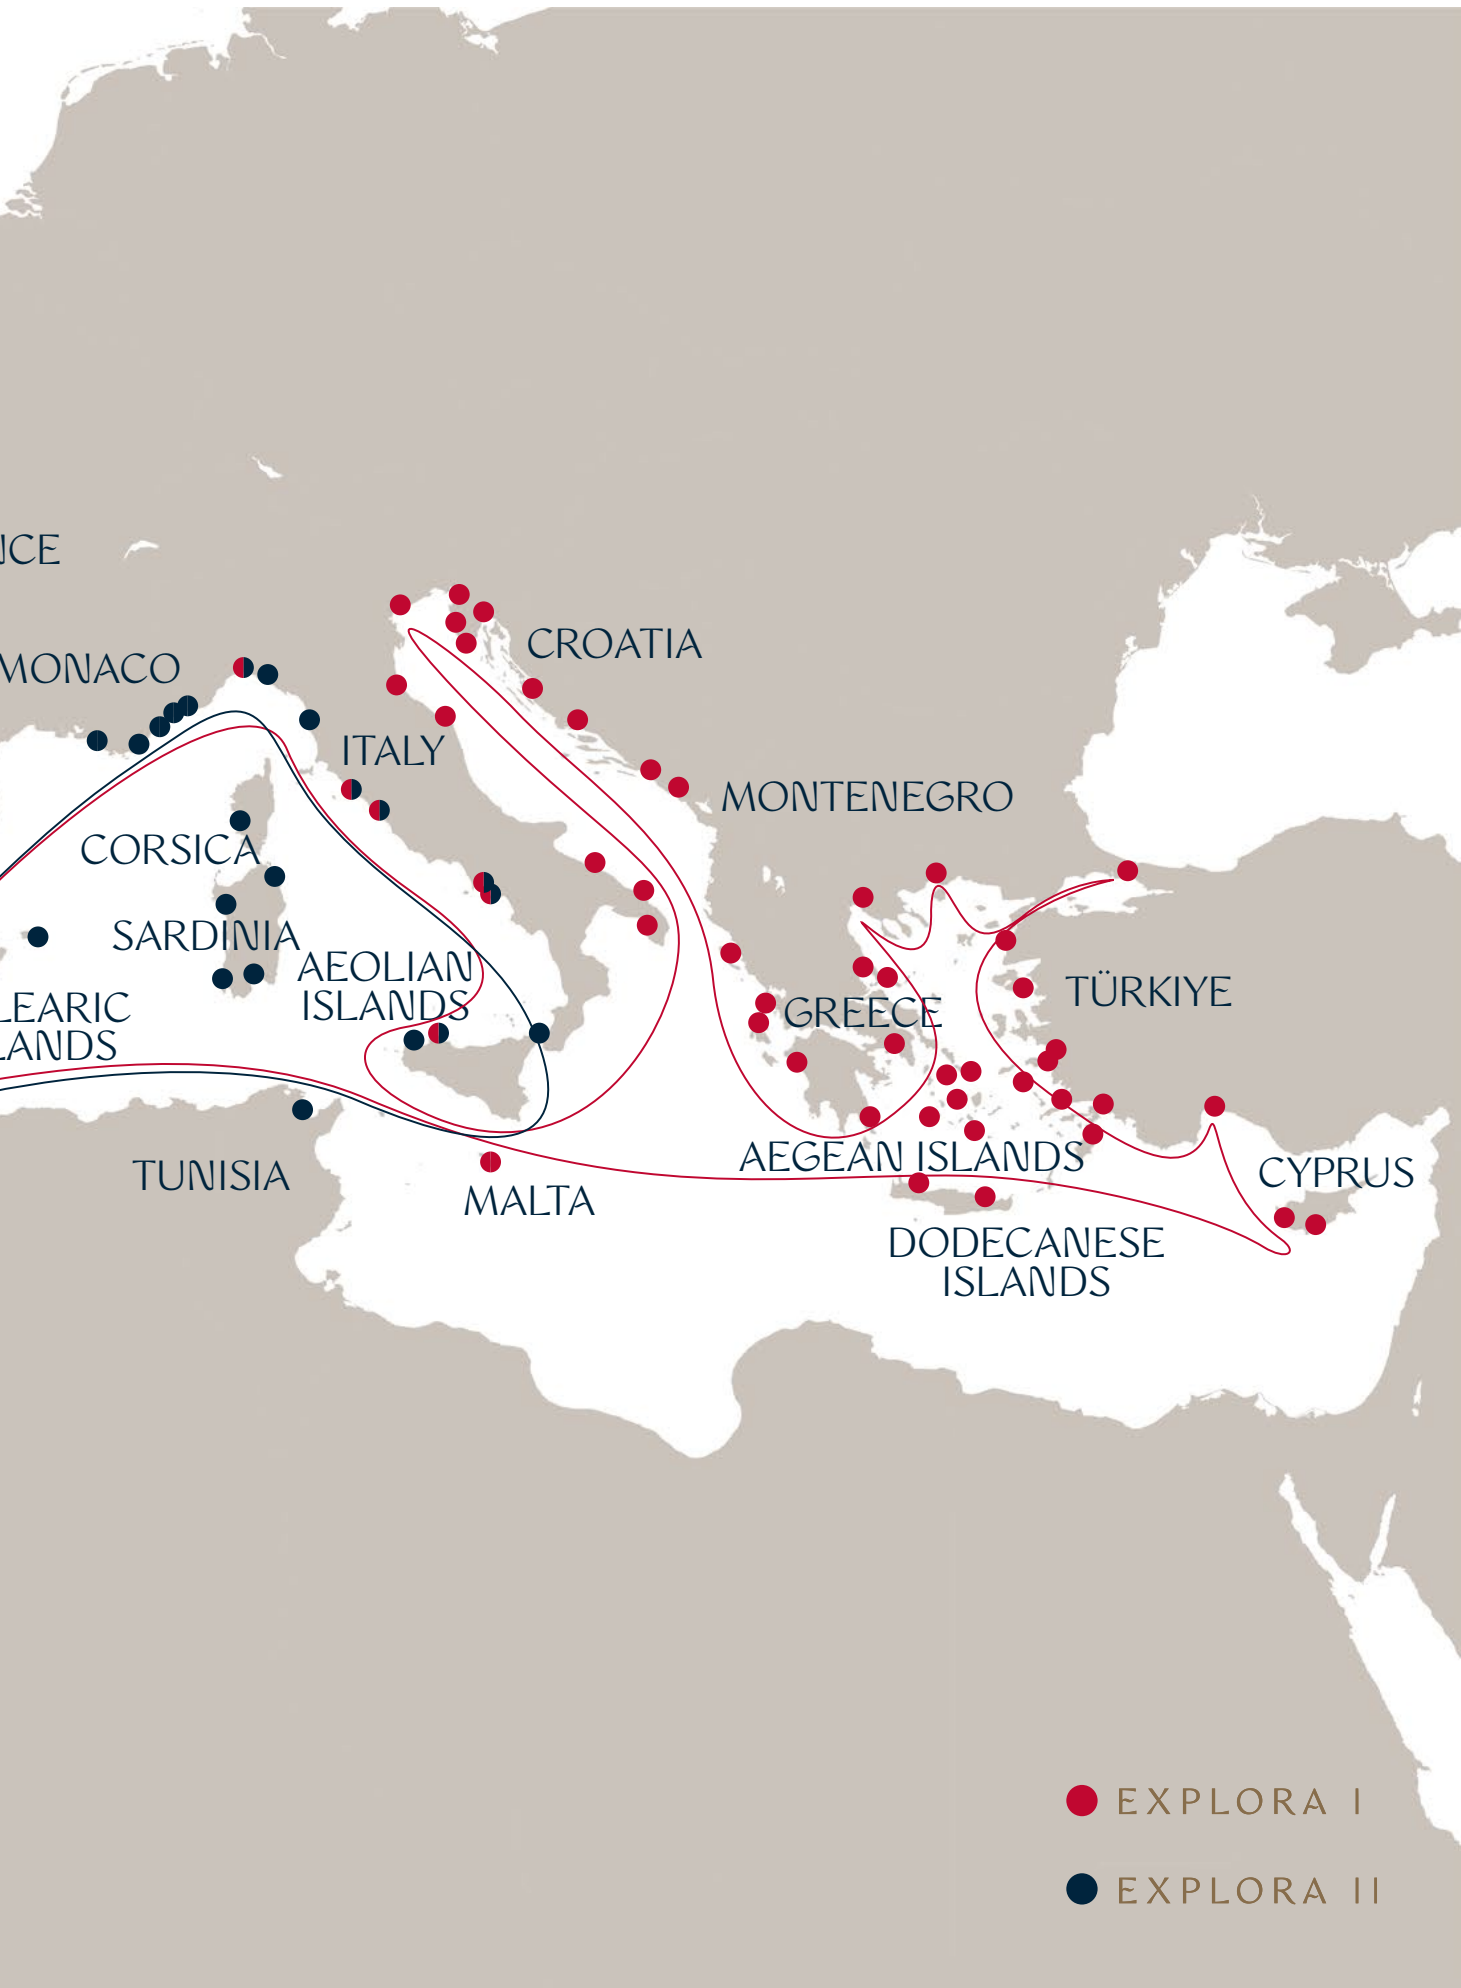 NCE
CROATIA
MONACO
ITALY
MONTENEGRO
CORSICA
SARDINIA
AEOLIAN
ISLANDS
TÜRKIYE
GREECE
LEARIC
LANDS
AEGEAN ISLANDS
TUNISIA
CYPRUS
MALTA
DODECANESE
ISLANDS
EXPLORA I
EXPLORA II